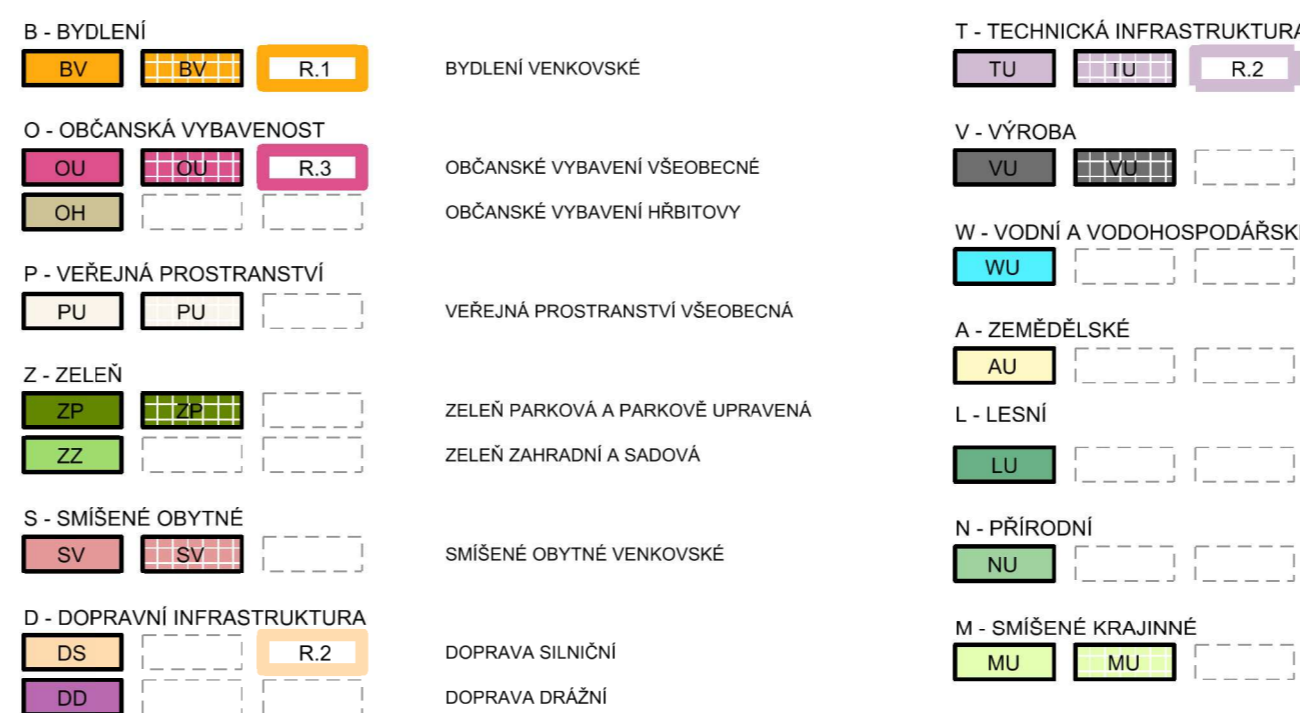 B - BYDLENÍ
BV BV R.1 BYDLENÍ VENKOVSKÉ
O - OBČANSKÁ VYBAVENOST
OU OU R.3 OBČANSKÉ VYBAVENÍ VŠEOBECNÉ
OH OBČANSKÉ VYBAVENÍ HŘBITOVY
P - VEŘEJNÁ PROSTRANSTVÍ
PU PU VEŘEJNÁ PROSTRANSTVÍ VŠEOBECNÁ
Z - ZELEŇ
ZP ZP ZELEŇ PARKOVÁ A PARKOVĚ UPRAVENÁ
ZZ ZELEŇ ZAHRADNÍ A SADOVÁ
S - SMÍŠENÉ OBYTNÉ
SV SV SMÍŠENÉ OBYTNÉ VENKOVSKÉ
D - DOPRAVNÍ INFRASTRUKTURA
DS R.2 DOPRAVA SILNIČNÍ
DD DOPRAVA DRÁŽNÍ
T - TECHNICKÁ INFRASTRUKTURA
TU TU R.2
V - VÝROBA
VU VU
W - VODNÍ A VODOHOSPODÁŘSK
WU
A - ZEMĚDĚLSKÉ
AU
L - LESNÍ
LU
N - PŘÍRODNÍ
NU
M - SMÍŠENÉ KRAJINNÉ
MU MU